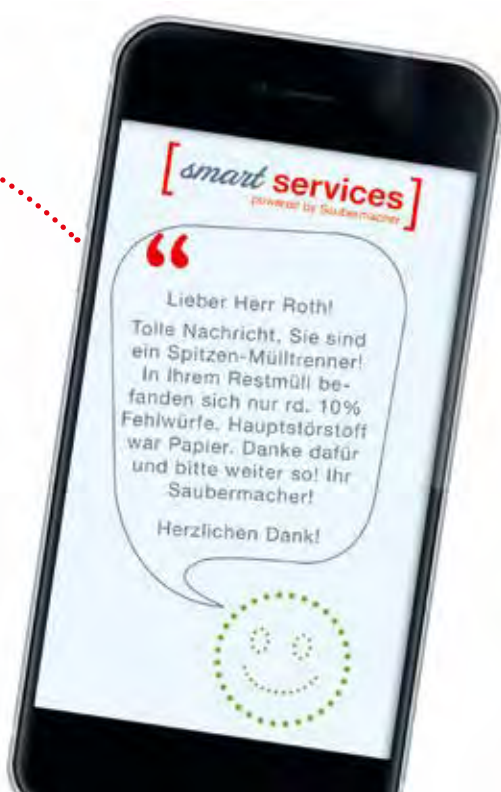 [smart services]
powered by Saubermacher
“
Lieber Herr Roth!
Tolle Nachricht, Sie sind
ein Spitzen-Mülltrenner!
In Ihrem Restmüll be-
fanden sich nur rd. 10%
Fehlwürfe. Hauptstörstoff
war Papier. Danke dafür
und bitte weiter so! Ihr
Saubermacher!
Herzlichen Dank!